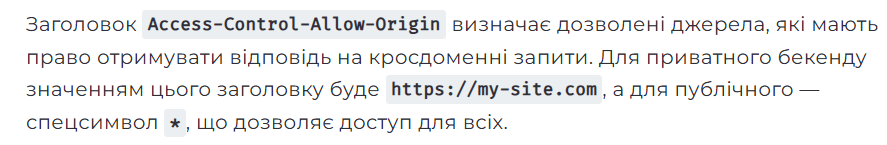 Заголовок Access-Control-Allow-Origin визначає дозволені джерела, які мають
право отримувати відповідь на кросдоменні запити. Для приватного бекенду
значенням цього заголовку буде https://my-site.com, а для публічного —
спецсимвол *, що дозволяє доступ для всіх.